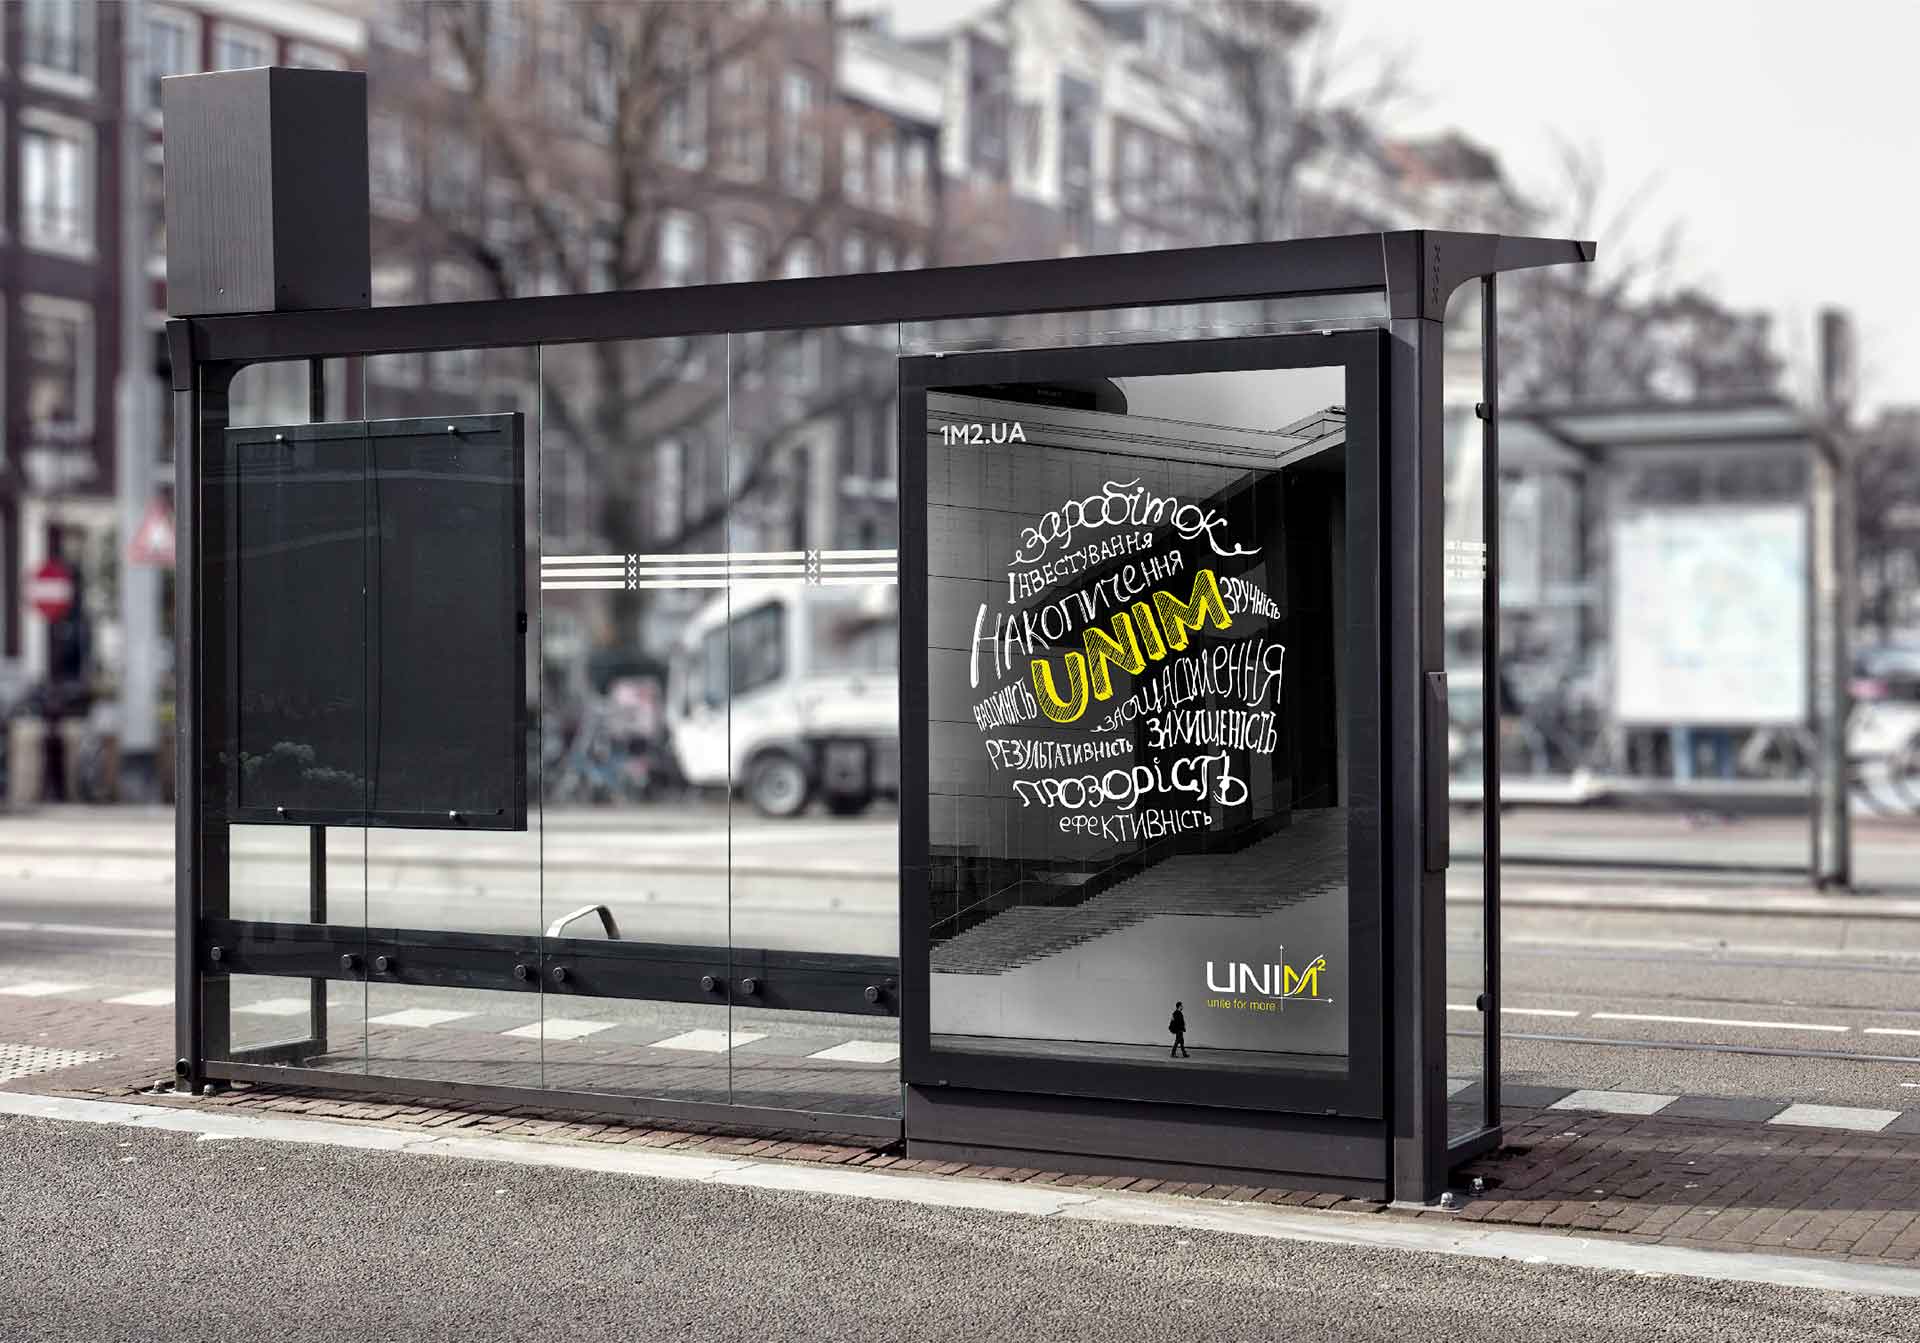 1M2.UA
заробіток
Інвестування
Накопичення
UNIM
зручність
надійність
заощадження
результативність
захищеність
прозорість
ефективність
UNIM²
unite for more